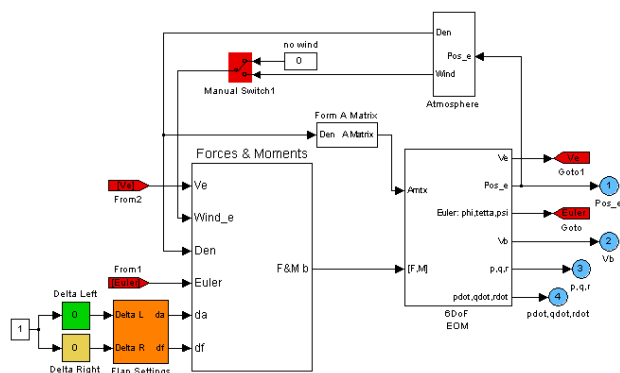 Den
Pos_e
no wind
0
Wind
Manual Switch1
Atmosphere
Form A Matrix
Den A Matrix
Forces & Moments
Ve
Ve
[Ve]
Ve
Goto1
From2
Amtx
Pos_e
1
Pos_e
Wind_e
Euler: phi,tetta,psi
Euler
Goto
Den
Vb
2
Vb
From1
F&M b
[F,M]
p,q,r
3
p,q,r
[Euler]
Euler
Delta Left
pdot,qdot,rdot
4
6DoF
EOM
pdot,qdot,rdot
1
0
Delta L da
da
0
Delta R df
df
Delta Right
Flap Settings